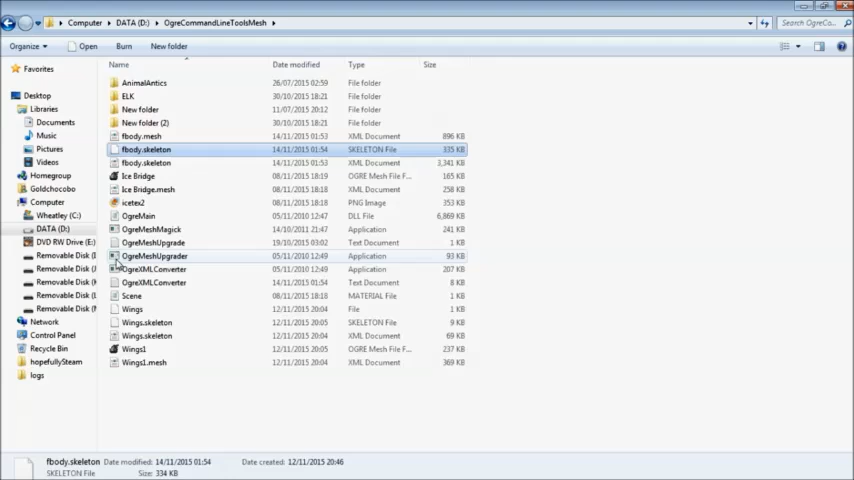 Computer ▸ DATA (D:) ▸ OgreCommandLineToolsMesh ▸
Search OgreCo...
Organize ▾ Open Burn New folder
Name Date modified Type Size
Favorites
Desktop
Libraries
Documents
Music
Pictures
Videos
Homegroup
Goldchocobo
Computer
Wheatley (C:)
DATA (D:)
DVD RW Drive (E:)
Removable Disk (I
Removable Disk (J
Removable Disk (K
Removable Disk (L
Removable Disk (M
Network
Control Panel
Recycle Bin
hopefullySteam
logs
AnimalAntics 26/07/2015 02:59 File folder
ELK 30/10/2015 18:21 File folder
New folder 11/07/2015 20:12 File folder
New folder (2) 30/10/2015 18:21 File folder
fbody.mesh 14/11/2015 01:53 XML Document 896 KB
fbody.skeleton 14/11/2015 01:54 SKELETON File 335 KB
fbody.skeleton 14/11/2015 01:53 XML Document 3,341 KB
Ice Bridge 08/11/2015 18:19 OGRE Mesh File F... 165 KB
Ice Bridge.mesh 08/11/2015 18:18 XML Document 258 KB
icetex2 08/11/2015 18:17 PNG Image 353 KB
OgreMain 05/11/2010 12:47 DLL File 6,869 KB
OgreMeshMagick 14/10/2011 21:47 Application 241 KB
OgreMeshUpgrade 19/10/2015 03:02 Text Document 1 KB
OgreMeshUpgrader 05/11/2010 12:49 Application 93 KB
OgreXMLConverter 05/11/2010 12:49 Application 207 KB
OgreXMLConverter 14/11/2015 01:54 Text Document 8 KB
Scene 08/11/2015 18:18 MATERIAL File 1 KB
Wings 12/11/2015 20:04 File 1 KB
Wings.skeleton 12/11/2015 20:05 SKELETON File 9 KB
Wings.skeleton 12/11/2015 20:04 XML Document 69 KB
Wings1 12/11/2015 20:05 OGRE Mesh File F... 237 KB
Wings1.mesh 12/11/2015 20:04 XML Document 369 KB
fbody.skeleton Date modified: 14/11/2015 01:54 Date created: 12/11/2015 20:46
SKELETON File Size: 334 KB